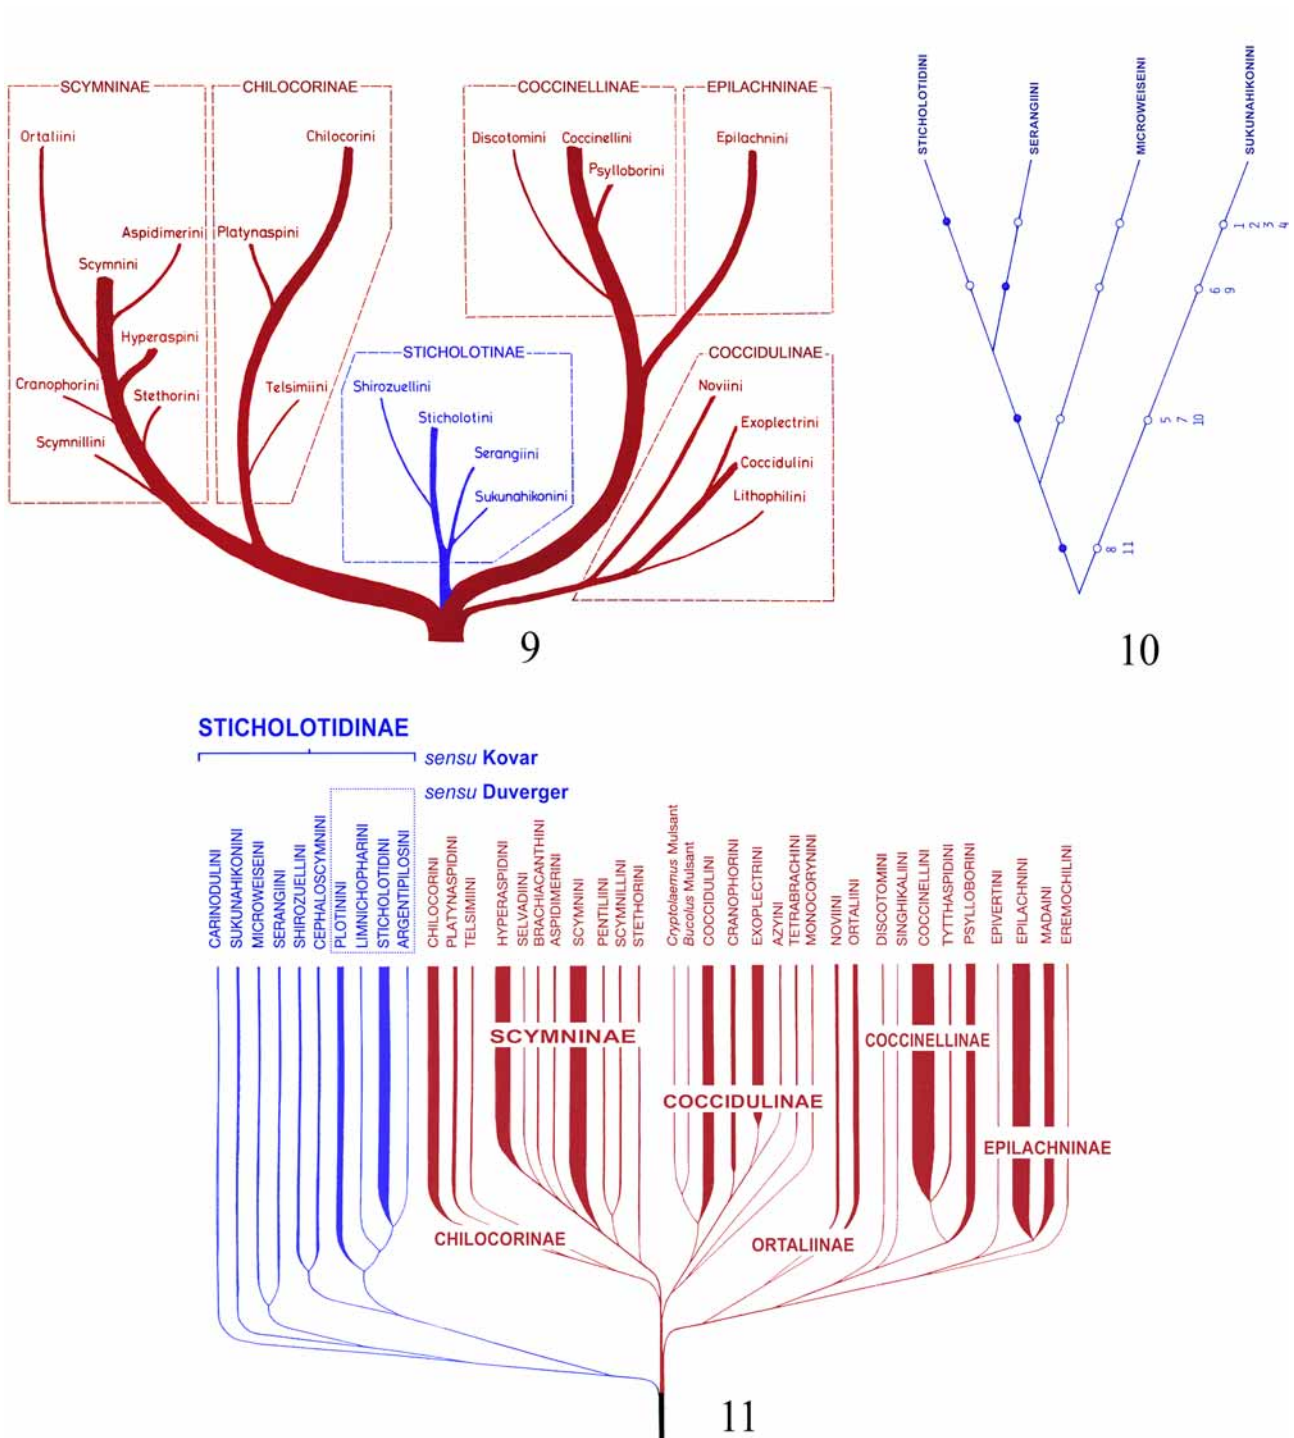 SCYMNINAE
CHILOCORINAE
COCCINELLINAE
EPILACHNINAE
Ortaliini
Chilocorini
Discotomini
Coccinellini
Epilachnini
Psylloborini
Aspidimerini
Platynaspini
Scymnini
Hyperaspini
Cranophorini
Stethorini
Telsimiini
Scymnillini
STICHOLOTINAE
Shirozuellini
Sticholotini
Serangiini
Sukunahikonini
COCCIDULINAE
Noviini
Exoplectrini
Coccidulini
Lithophilini
9
STICHOLOTIDINI
SERANGIINI
MICROWEISEINI
SUKUNAHIKONINI
1 2 3 4
6 9
5 7 10
8 11
10
STICHOLOTIDINAE
sensu Kovar
sensu Duverger
CARINODULINI
SUKUNAHIKONINI
MICROWEISEINI
SERANGIINI
SHIROZUELLINI
CEPHALOSCYMNINI
PLOTININI
LIMNICHOPHARINI
STICHOLOTIDINI
ARGENTIPILOSINI
CHILOCORINI
PLATYNASPIDINI
TELSIMINI
HYPERASPIDINI
SELVADIINI
BRACHIACANTHINI
ASPIDIMERINI
SCYMNINI
PENTILIINI
SCYMNILLINI
STETHORINI
Cryptolaemus Mulsant
Bucolus Mulsant
COCCIDULINI
CRANOPHORINI
EXOPLECTRINI
AZYINI
TETRABRACHINI
MONOCORYNINI
NOVIINI
ORTALIINI
DISCOTOMINI
SINGHIKALINI
COCCINELLINI
TYTTHASPIDINI
PSYLLOBORINI
EPIVERTINI
EPILACHNINI
MADAINI
EREMOCHILINI
SCYMNINAE
COCCINELLINAE
COCCIDULINAE
EPILACHNINAE
CHILOCORINAE
ORTALIINAE
11